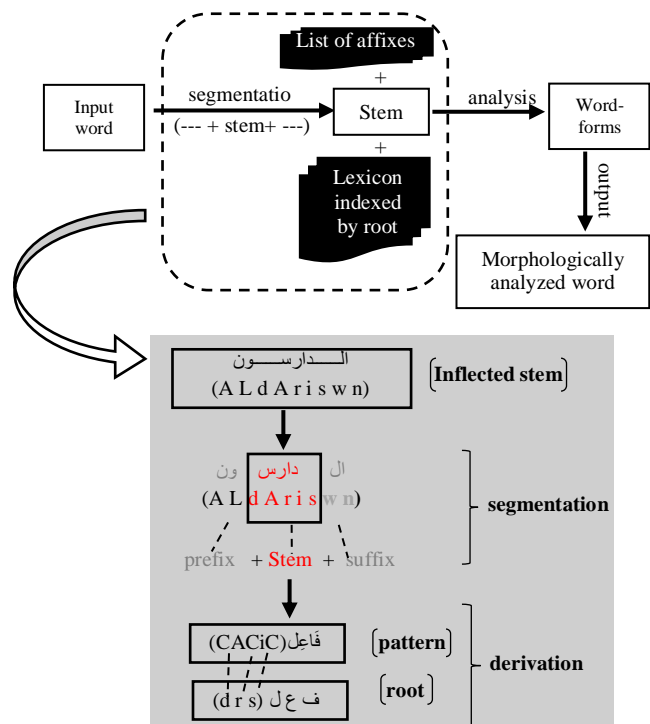 List of affixes
+
Input
word
segmentatio
(--- + stem+ ---)
Stem
analysis
Word-
forms
+
Lexicon
indexed
by root
output
Morphologically
analyzed word
الـــدارســـون
(A L d A r i s w n)
[Inflected stem]
ال دارس ون
(A L d A r i s w n)
segmentation
prefix + Stem + suffix
فَاعِل(CACiC)
[pattern]
derivation
ف ع ل (d r s)
[root]